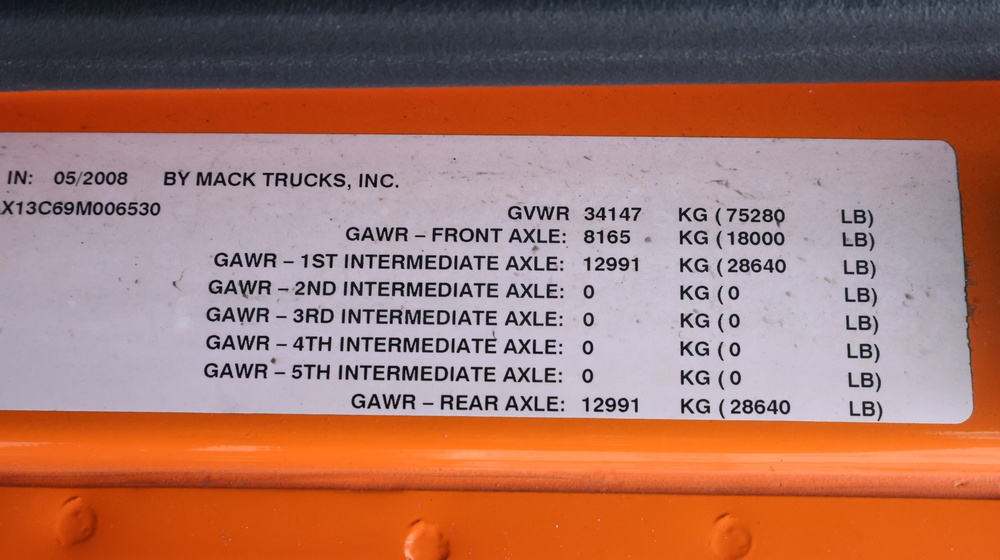 IN: 05/2008 BY MACK TRUCKS, INC.
X13C69M006530
GVWR 34147 KG ( 75280 LB)
GAWR – FRONT AXLE: 8165 KG ( 18000 LB)
GAWR – 1ST INTERMEDIATE AXLE: 12991 KG ( 28640 LB)
GAWR – 2ND INTERMEDIATE AXLE: 0 KG ( 0 LB)
GAWR – 3RD INTERMEDIATE AXLE: 0 KG ( 0 LB)
GAWR – 4TH INTERMEDIATE AXLE: 0 KG ( 0 LB)
GAWR – 5TH INTERMEDIATE AXLE: 0 KG ( 0 LB)
GAWR – REAR AXLE: 12991 KG ( 28640 LB)